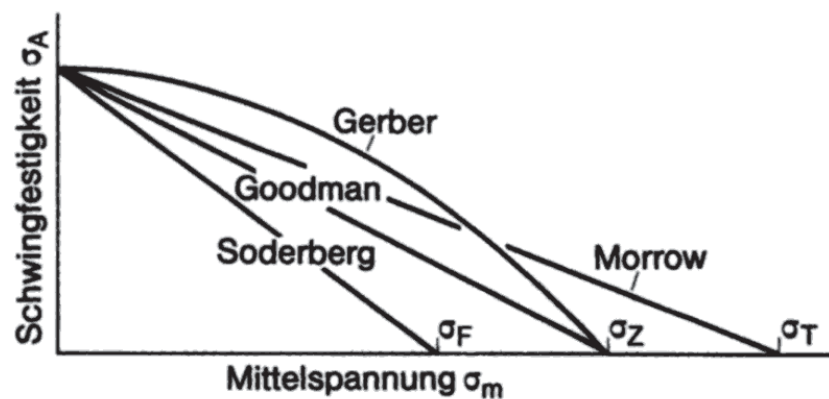 Schwingfestigkeit σA
Gerber
Goodman
Soderberg
Morrow
σF
σZ
σT
Mittelspannung σm